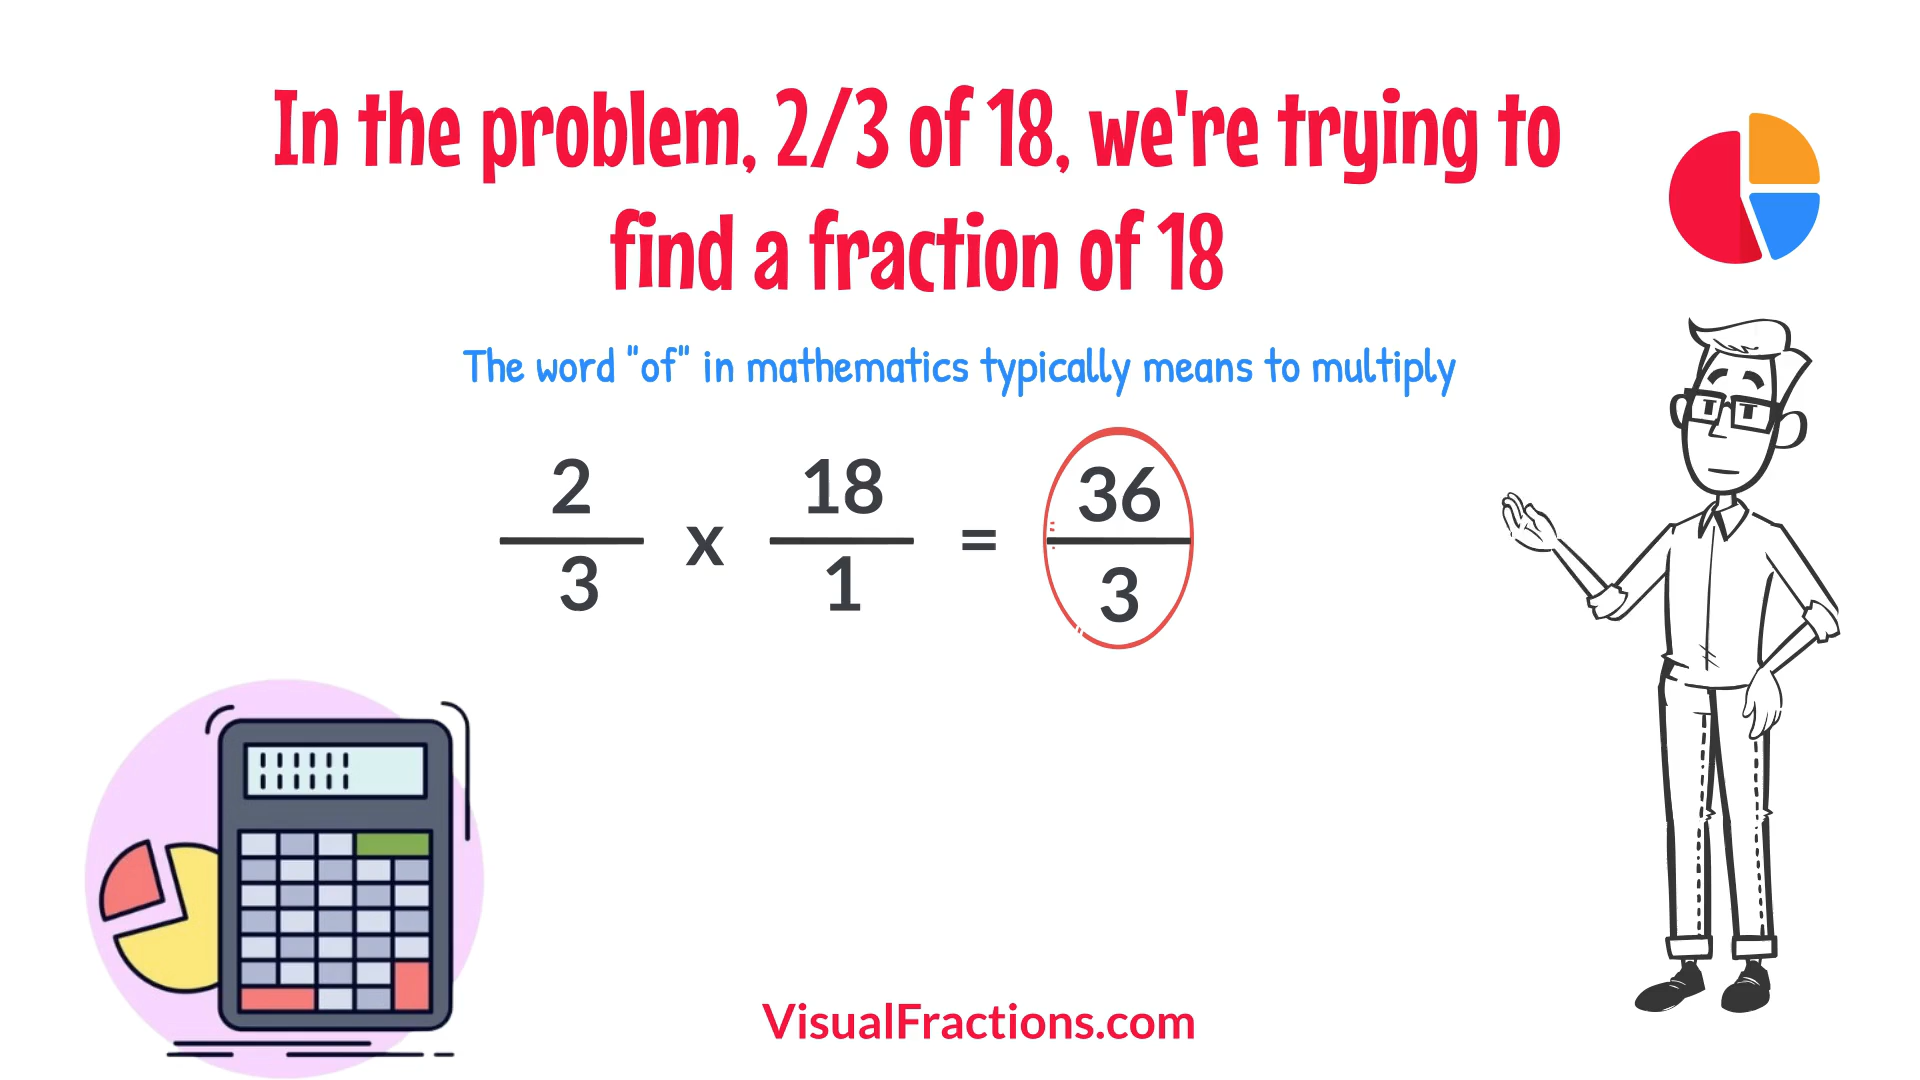 In the problem, 2/3 of 18, we're trying to
find a fraction of 18
The word "of" in mathematics typically means to multiply
2 18 36
x =
3 1 3
VisualFractions.com